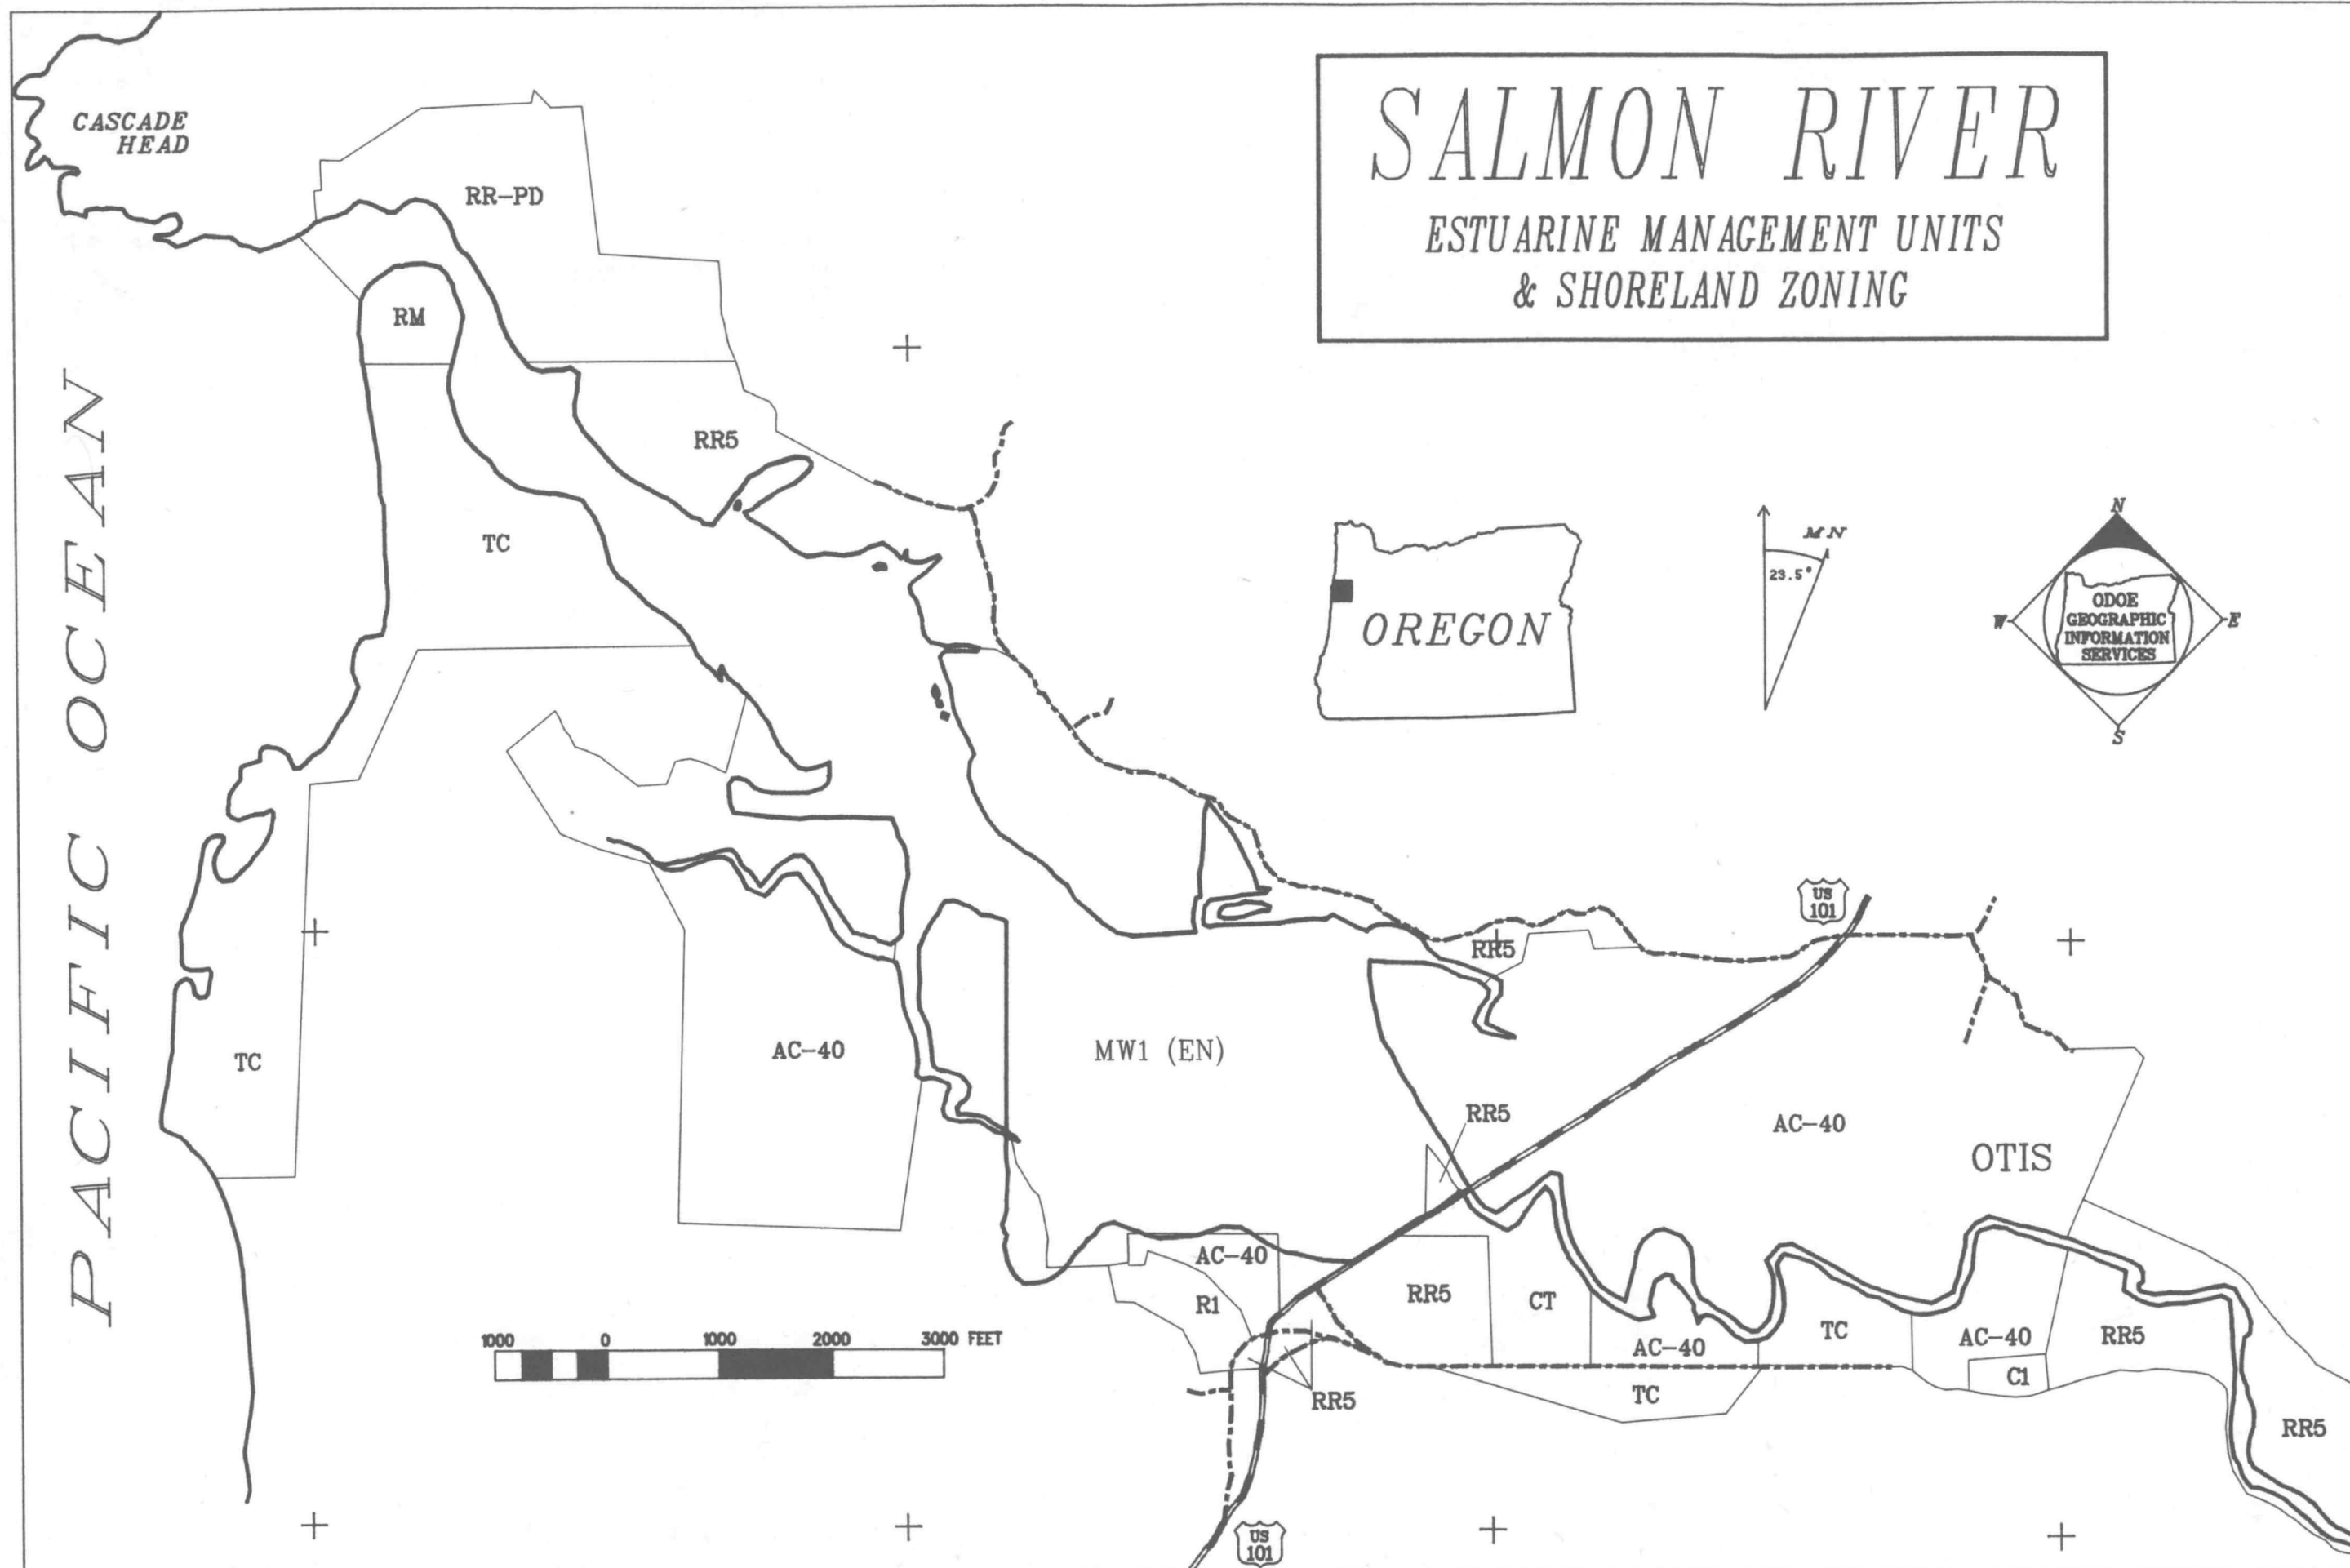 SALMON RIVER
ESTUARINE MANAGEMENT UNITS
& SHORELAND ZONING
CASCADE
HEAD
RR-PD
RM
RR5
TC
PACIFIC OCEAN
OREGON
MN
23.5°
N
W
E
S
ODOE
GEOGRAPHIC
INFORMATION
SERVICES
US
101
RR5
TC
AC-40
MW1 (EN)
RR5
AC-40
OTIS
AC-40
R1
RR5
CT
AC-40
TC
AC-40
RR5
C1
RR5
TC
RR5
1000 0 1000 2000 3000 FEET
US
101